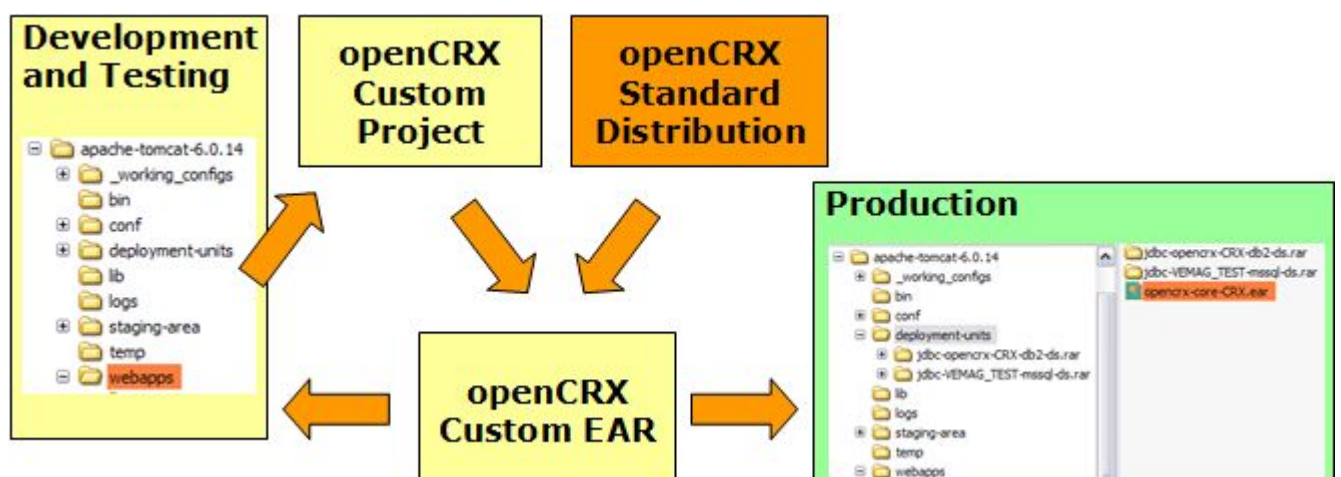 Development
and Testing
apache-tomcat-6.0.14
_working_configs
bin
conf
deployment-units
lib
logs
staging-area
temp
webapps
openCRX
Custom
Project
openCRX
Standard
Distribution
openCRX
Custom EAR
Production
apache-tomcat-6.0.14
_working_configs
bin
conf
deployment-units
jdbc-opencrx-CRX-db2-ds.rar
jdbc-VEMAG_TEST-mssql-ds.rar
lib
logs
staging-area
temp
webapps
jdbc-opencrx-CRX-db2-ds.rar
jdbc-VEMAG_TEST-mssql-ds.rar
opencrx-core-CRX.ear